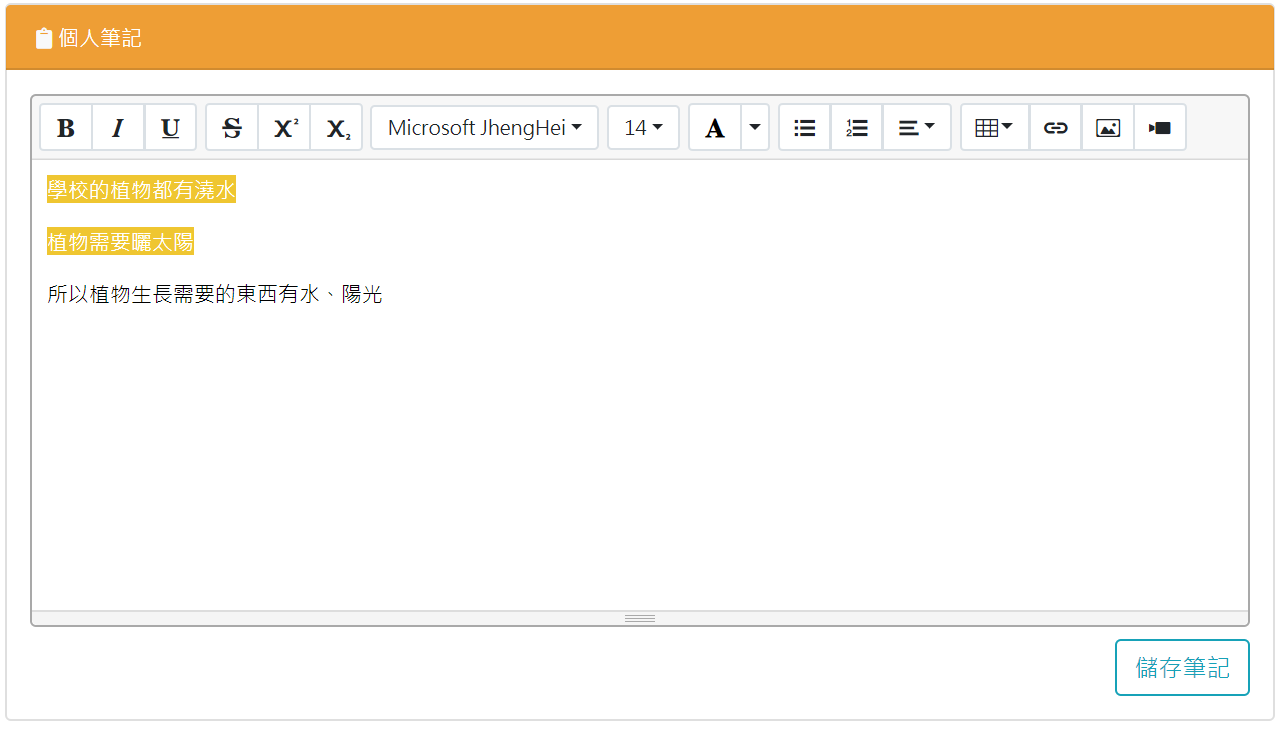 個人筆記
B I U S X² X₂ Microsoft JhengHei 14 A
學校的植物都有澆水
植物需要曬太陽
所以植物生長需要的東西有水、陽光
儲存筆記